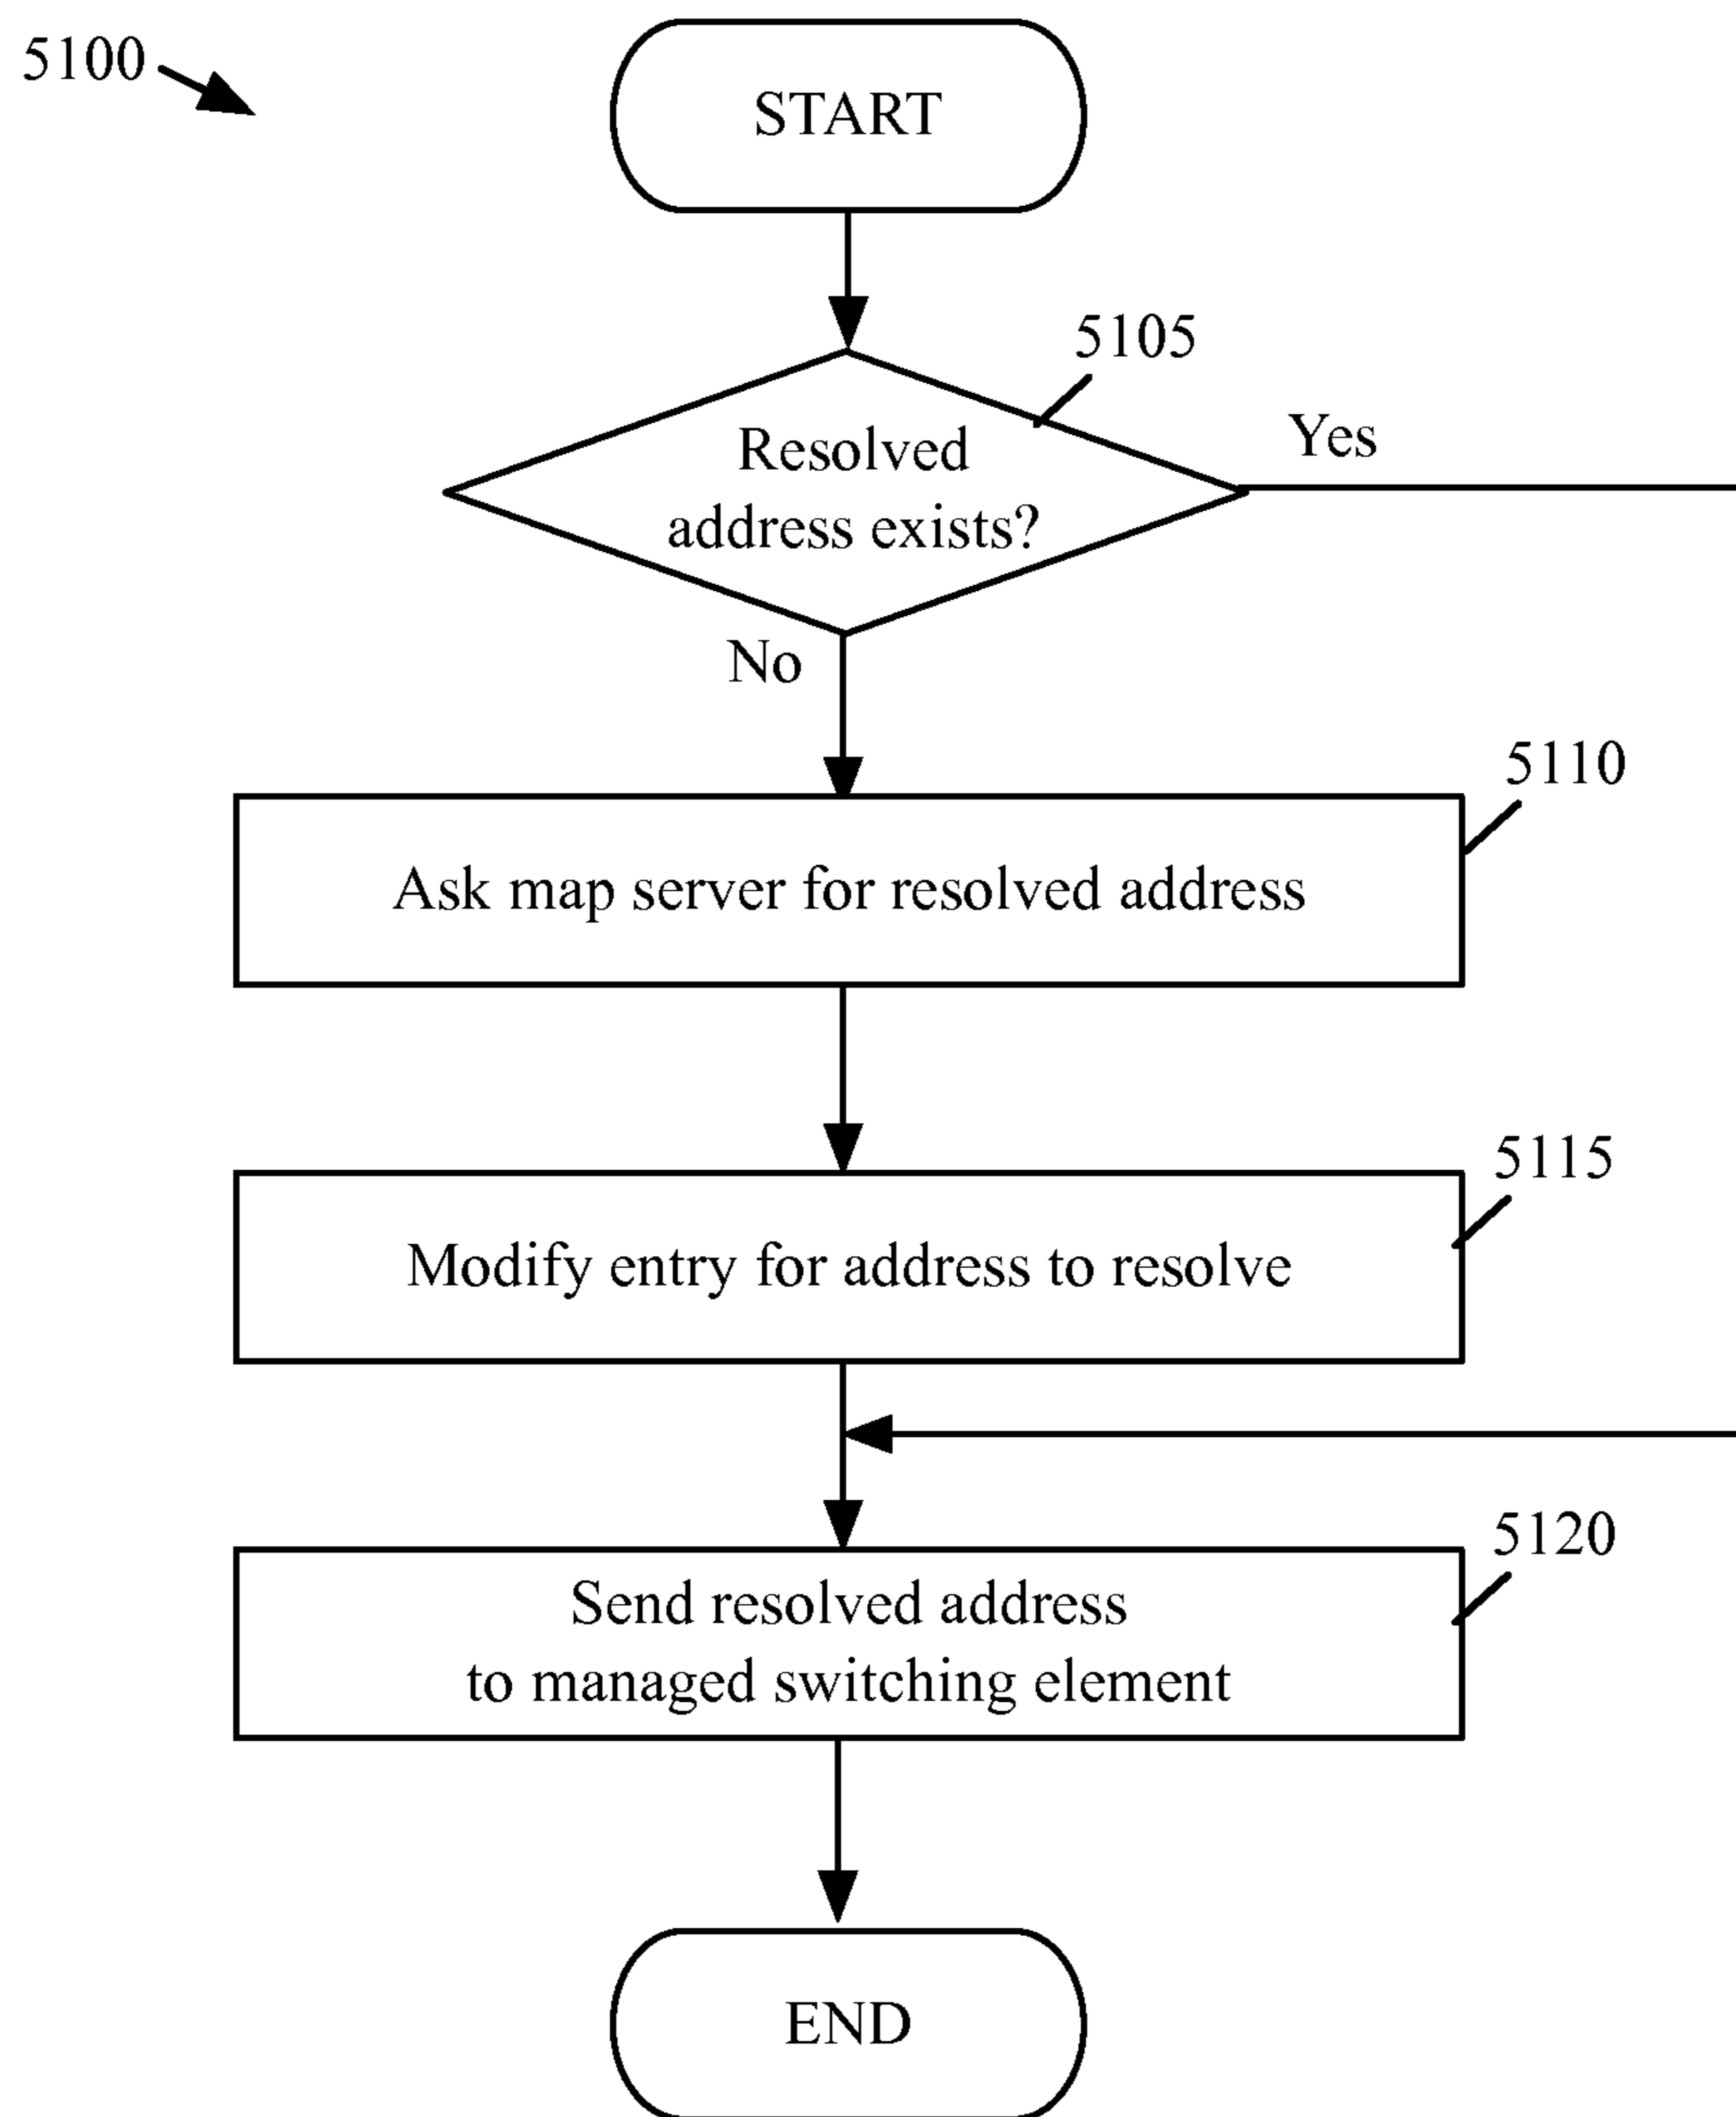 5100
START
5105
Resolved
address exists?
Yes
No
5110
Ask map server for resolved address
5115
Modify entry for address to resolve
5120
Send resolved address
to managed switching element
END